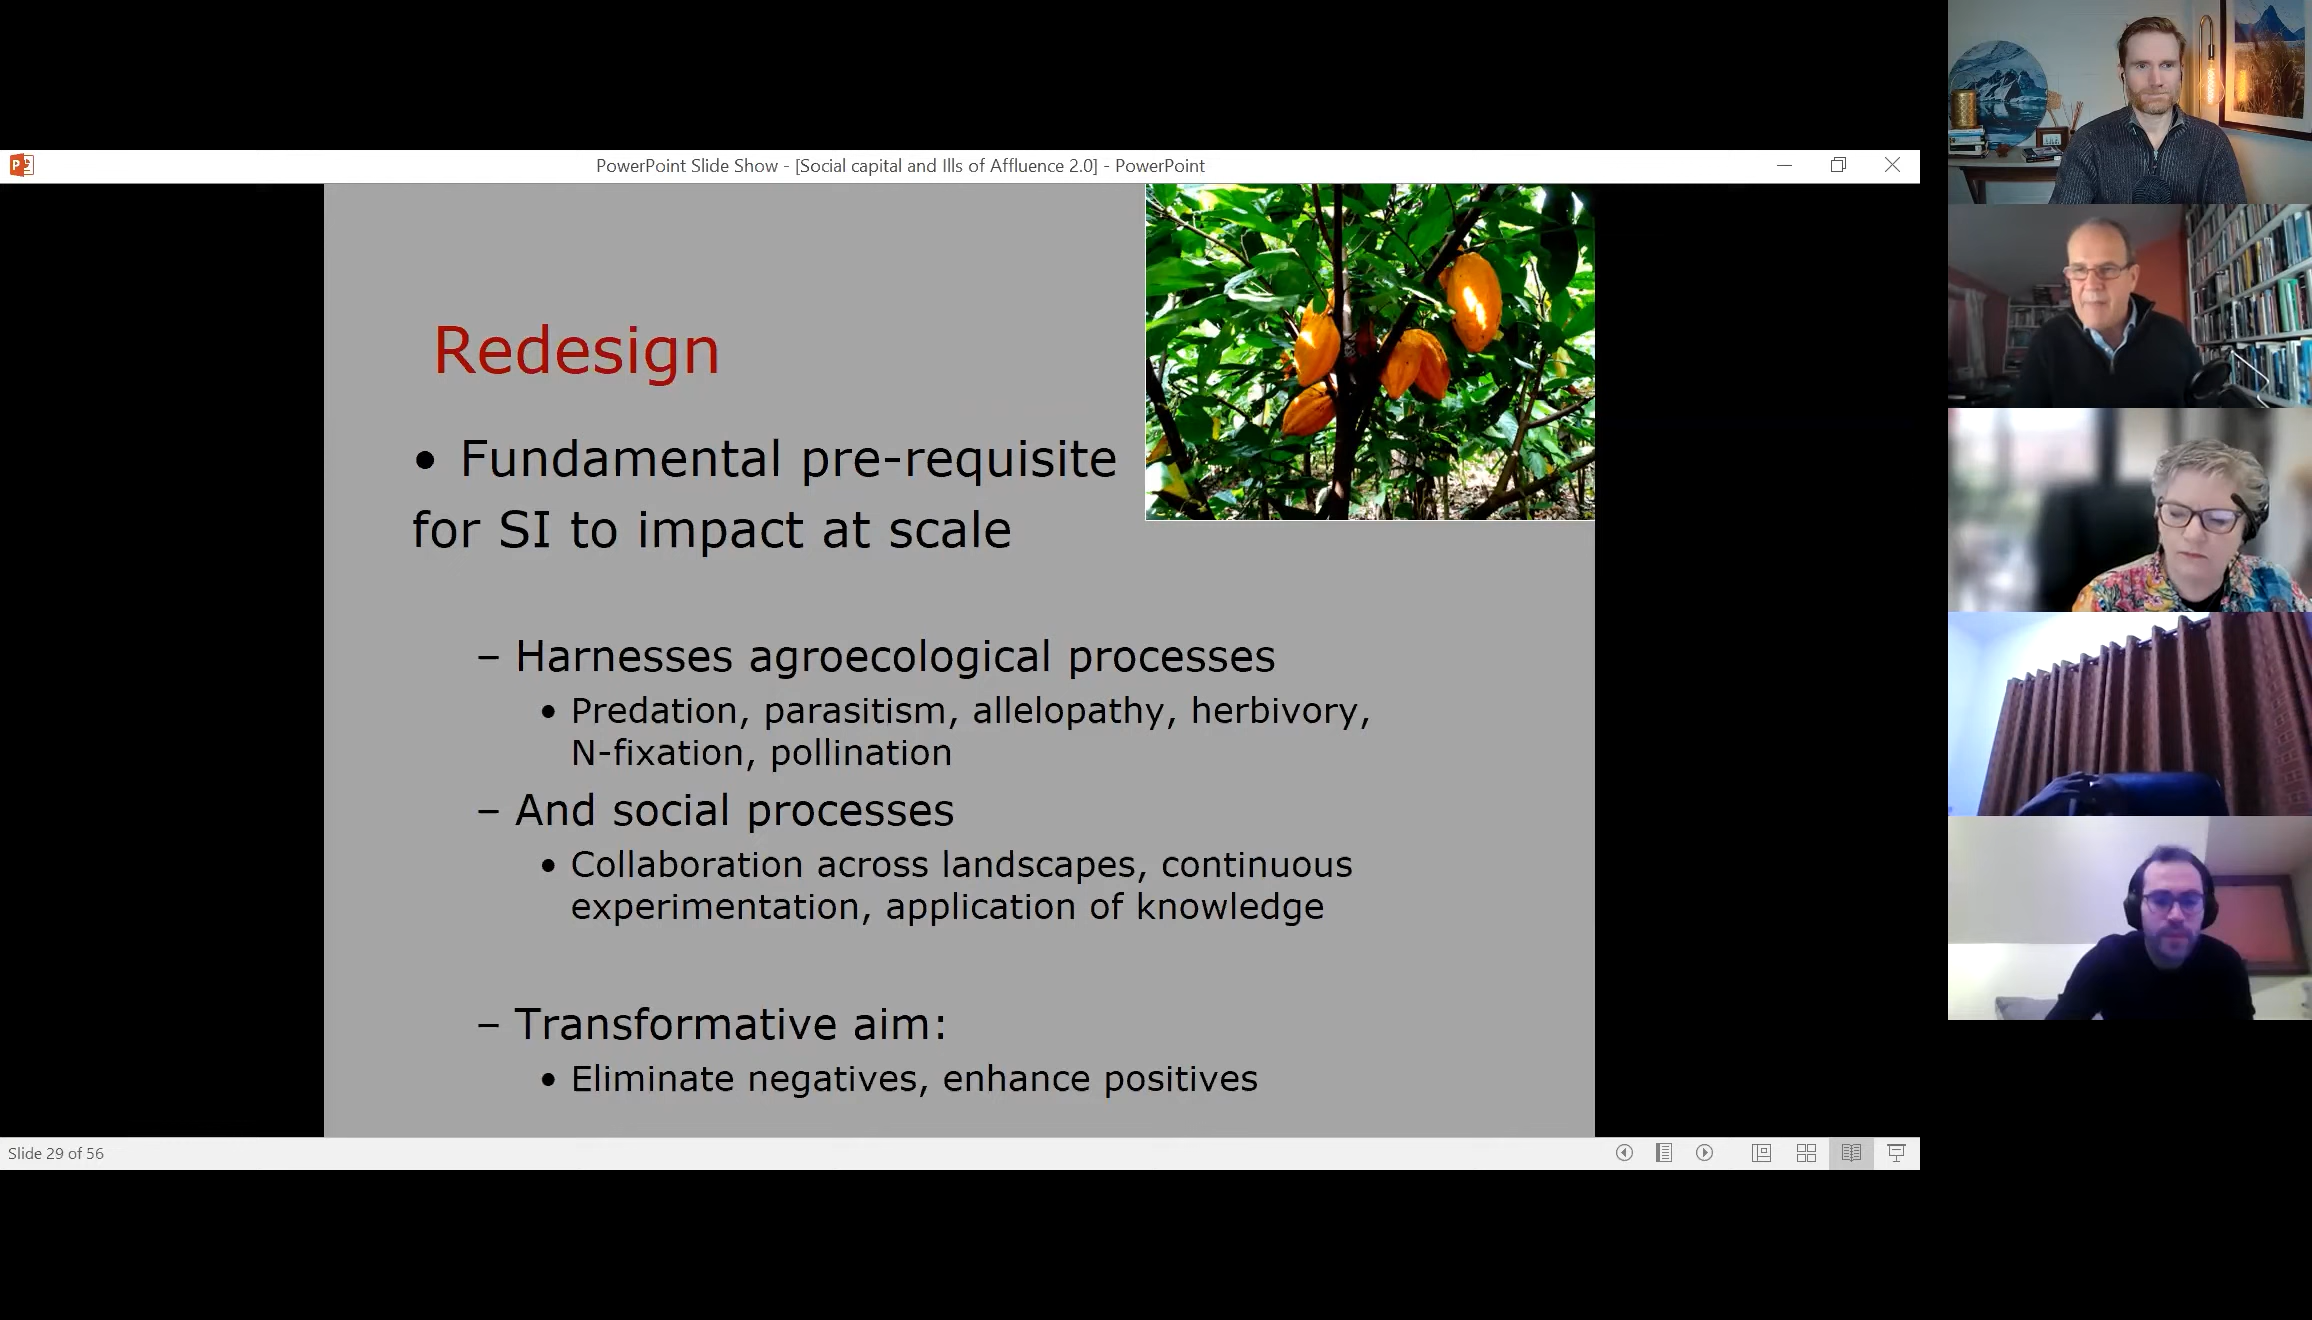 PowerPoint Slide Show - [Social capital and Ills of Affluence 2.0] - PowerPoint
Redesign
• Fundamental pre-requisite
for SI to impact at scale
– Harnesses agroecological processes
• Predation, parasitism, allelopathy, herbivory,
N-fixation, pollination
– And social processes
• Collaboration across landscapes, continuous
experimentation, application of knowledge
– Transformative aim:
• Eliminate negatives, enhance positives
Slide 29 of 56